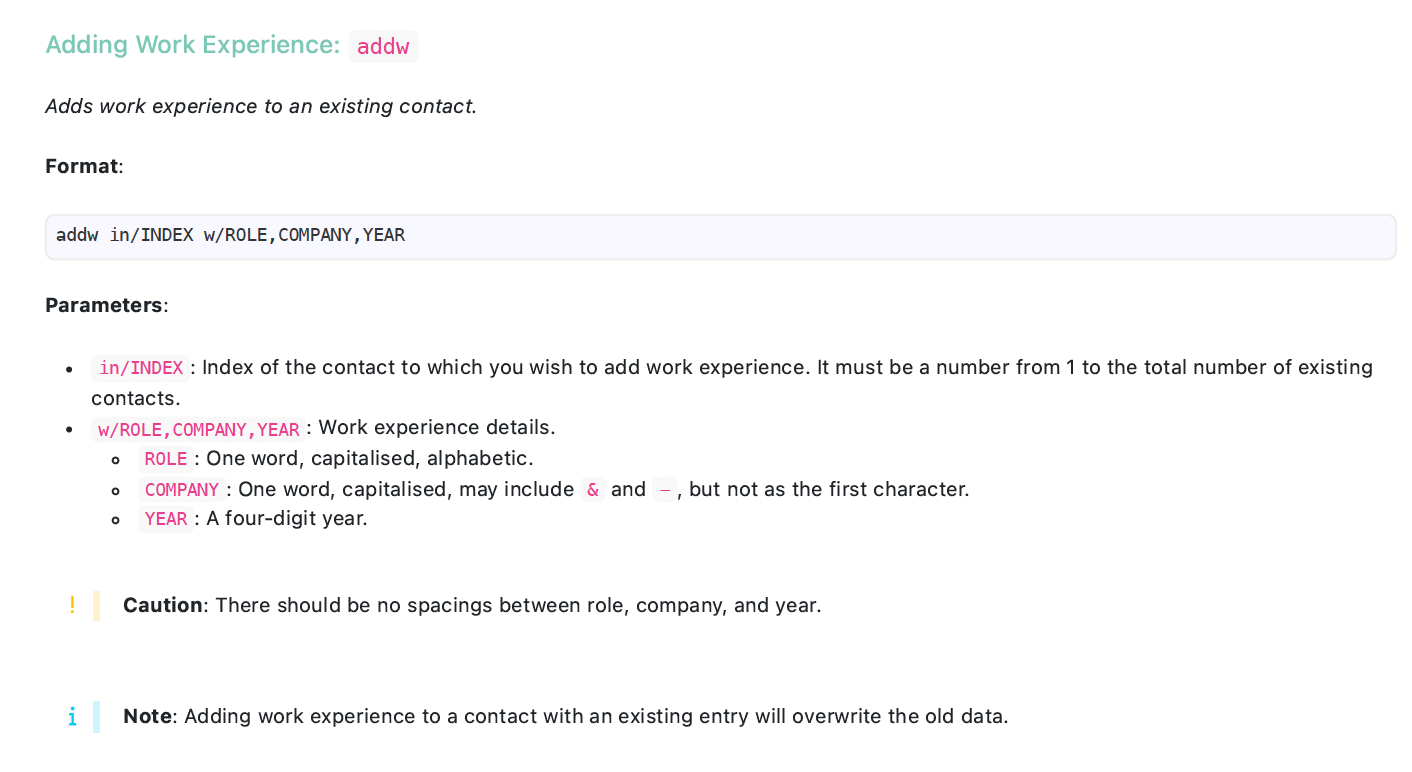 Adding Work Experience: addw
Adds work experience to an existing contact.
Format:
addw in/INDEX w/ROLE,COMPANY,YEAR
Parameters:
• in/INDEX : Index of the contact to which you wish to add work experience. It must be a number from 1 to the total number of existing
contacts.
• w/ROLE,COMPANY,YEAR : Work experience details.
◦ ROLE : One word, capitalised, alphabetic.
◦ COMPANY : One word, capitalised, may include & and – , but not as the first character.
◦ YEAR : A four-digit year.
! Caution: There should be no spacings between role, company, and year.
i Note: Adding work experience to a contact with an existing entry will overwrite the old data.